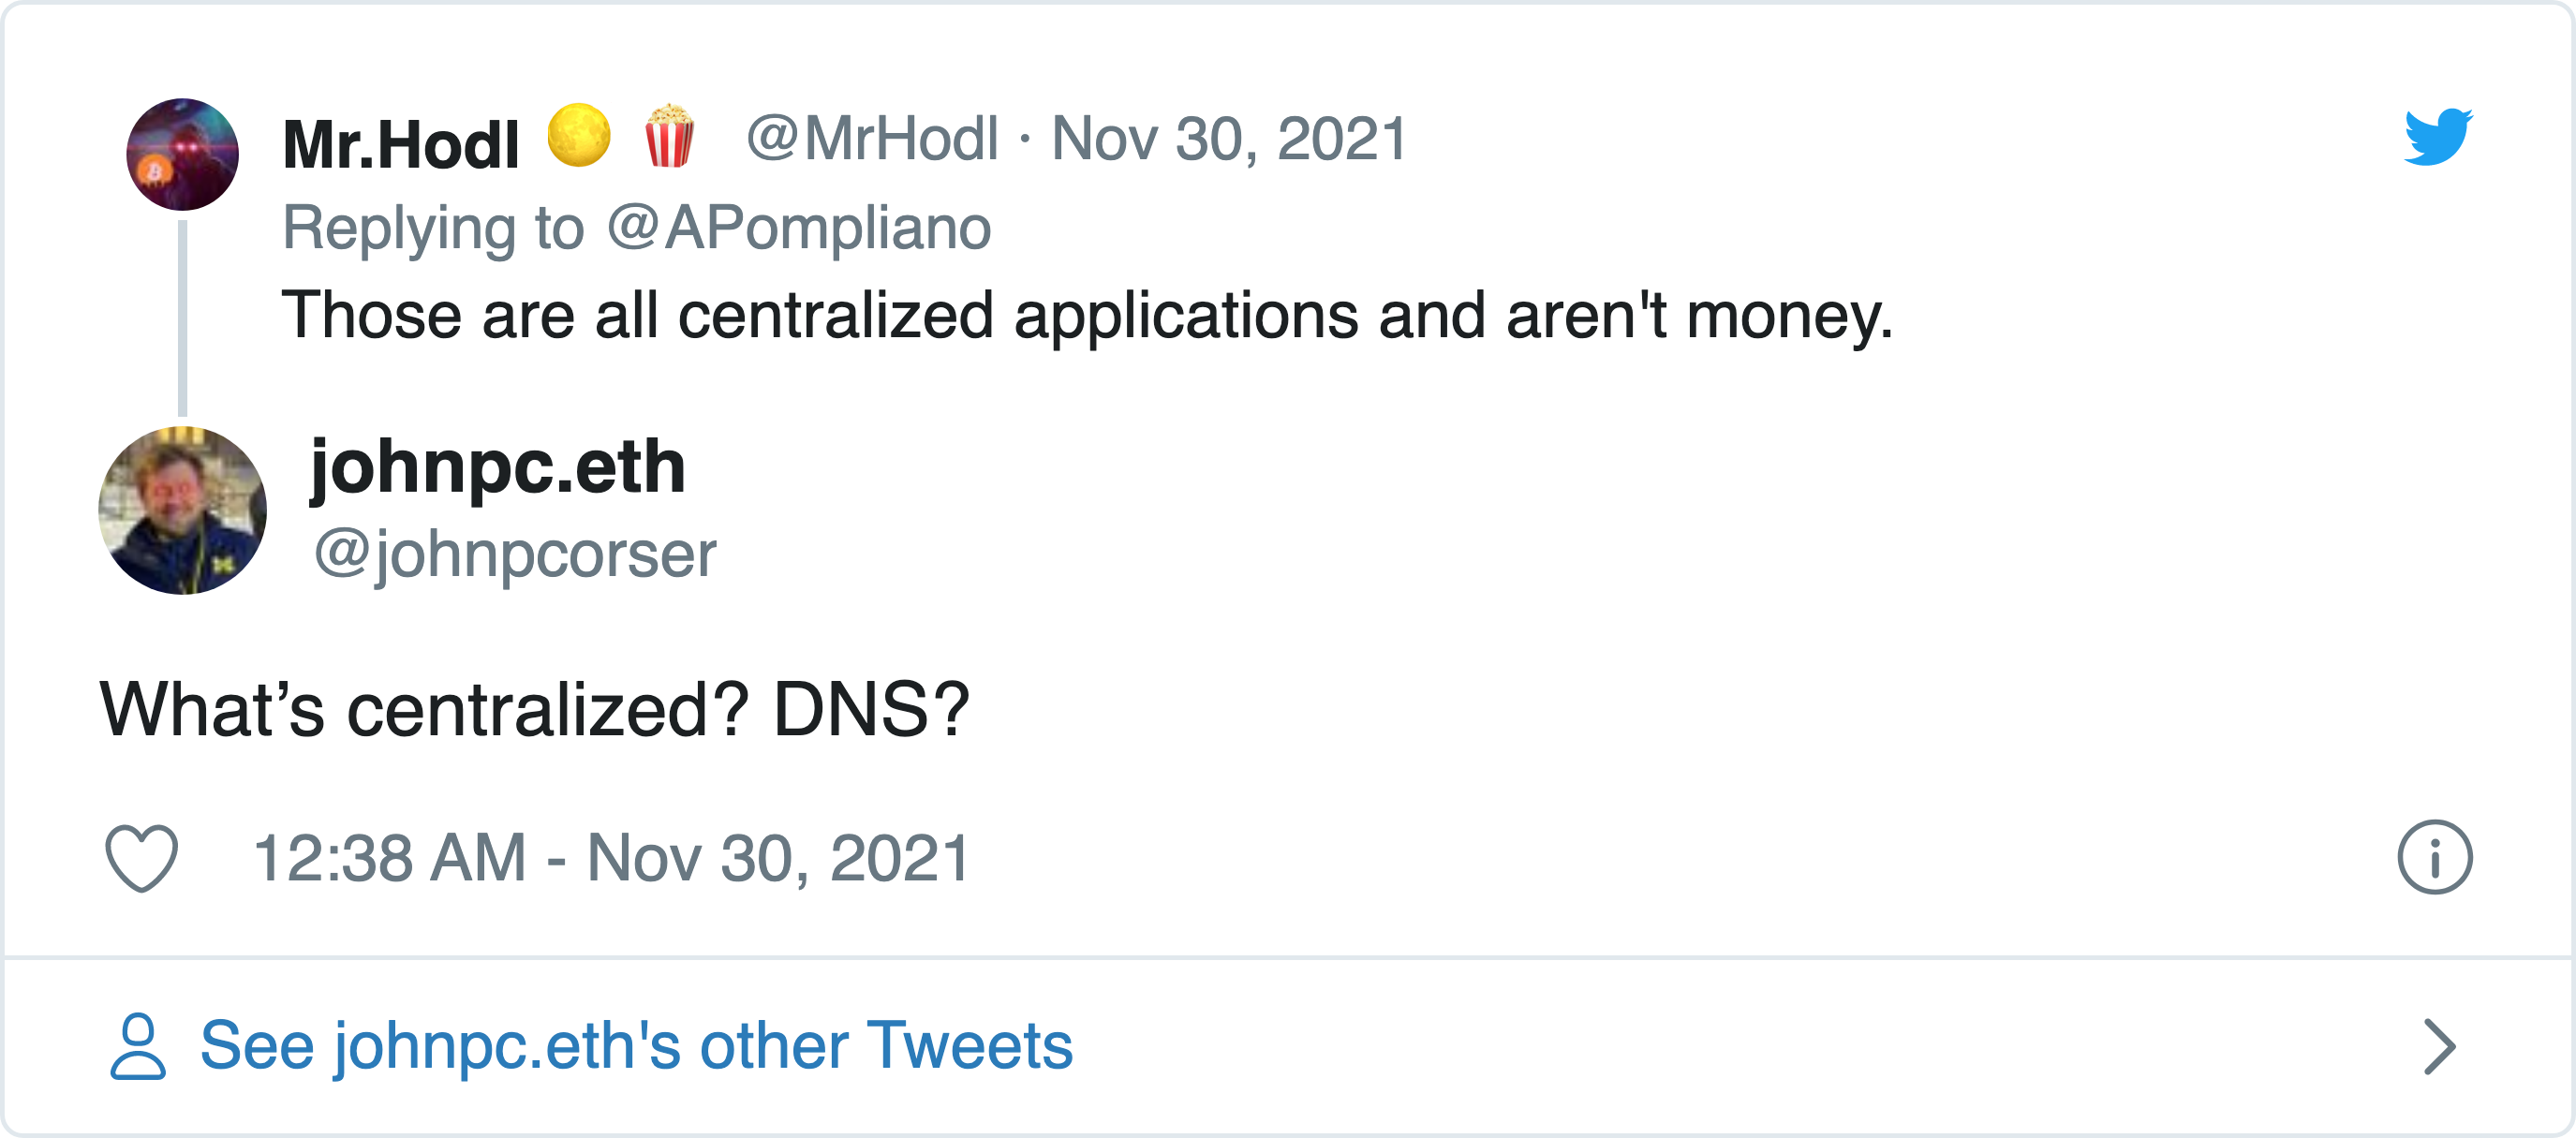 Mr.Hodl 🌕 🍿 @MrHodl · Nov 30, 2021
Replying to @APompliano
Those are all centralized applications and aren't money.
johnpc.eth
@johnpcorser
What’s centralized? DNS?
12:38 AM - Nov 30, 2021
See johnpc.eth's other Tweets